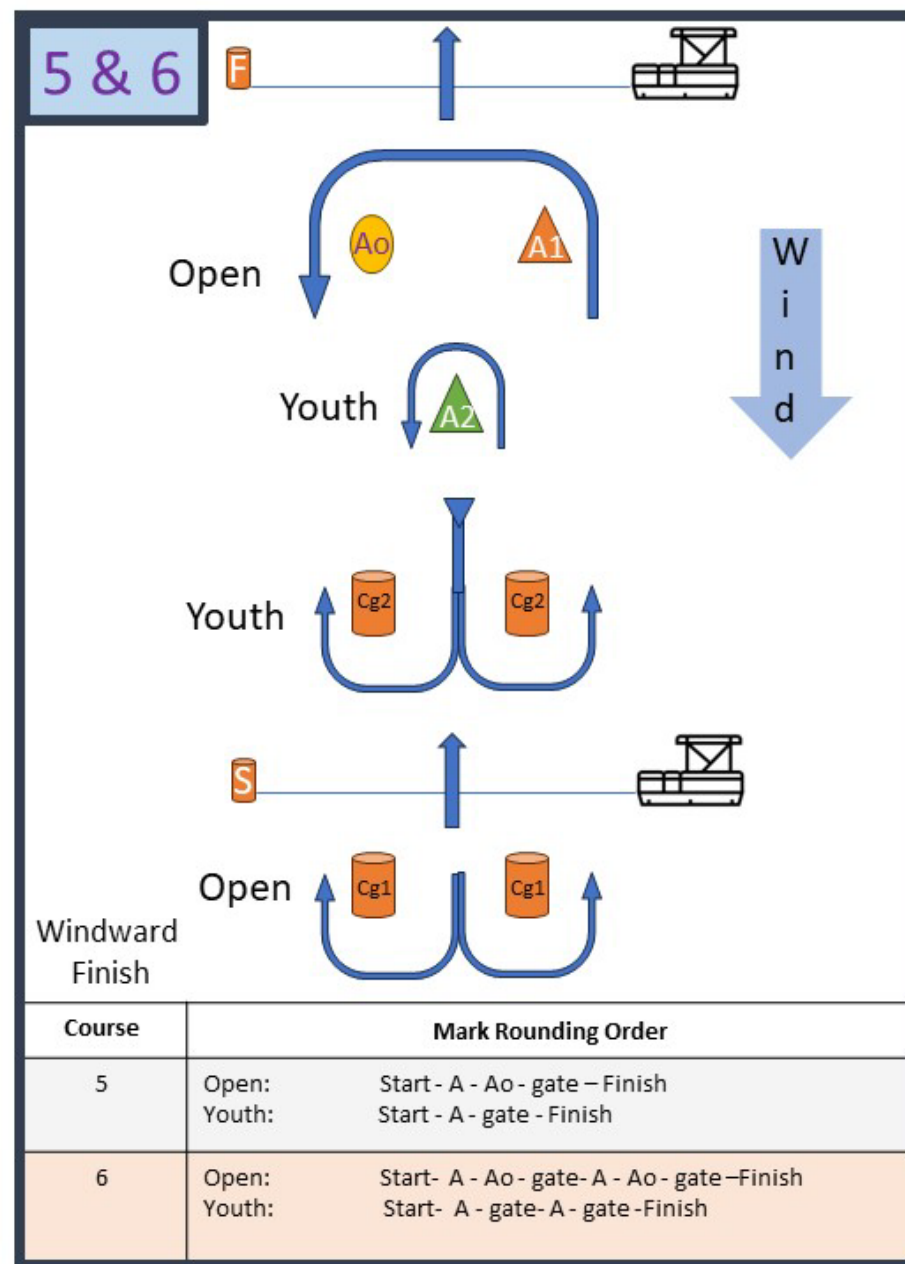 5 & 6
F
Ao
A1
Open
Wind
Youth
A2
Youth
Cg2
Cg2
S
Open
Cg1
Cg1
Windward
Finish
Course
Mark Rounding Order
5
Open: Start - A - Ao - gate – Finish
Youth: Start - A - gate - Finish
6
Open: Start- A - Ao - gate- A - Ao - gate –Finish
Youth: Start- A - gate- A - gate -Finish